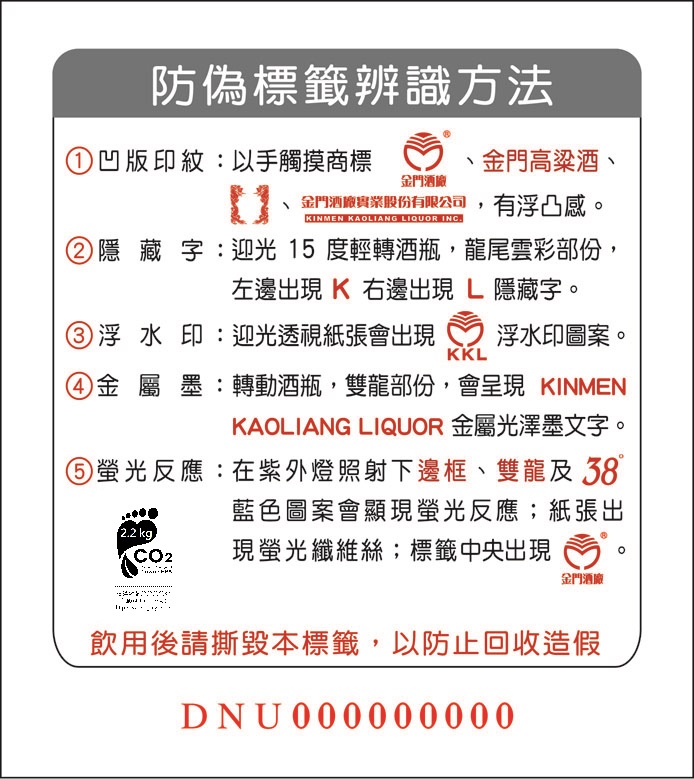 防偽標籤辨識方法
①凹版印紋：以手觸摸商標 金門酒廠®、金門高粱酒、
、金門酒廠實業股份有限公司，有浮凸感。
KINMEN KAOLIANG LIQUOR INC.
②隱藏字：迎光 15 度輕轉酒瓶，龍尾雲彩部份，
左邊出現 K 右邊出現 L 隱藏字。
③浮水印：迎光透視紙張會出現 KKL 浮水印圖案。
④金屬墨：轉動酒瓶，雙龍部份，會呈現 KINMEN
KAOLIANG LIQUOR 金屬光澤墨文字。
⑤螢光反應：在紫外燈照射下邊框、雙龍及 38°
藍色圖案會顯現螢光反應；紙張出
現螢光纖維絲；標籤中央出現 金門酒廠®。
2.2 kg
CO2
飲用後請撕毀本標籤，以防止回收造假
DNU000000000